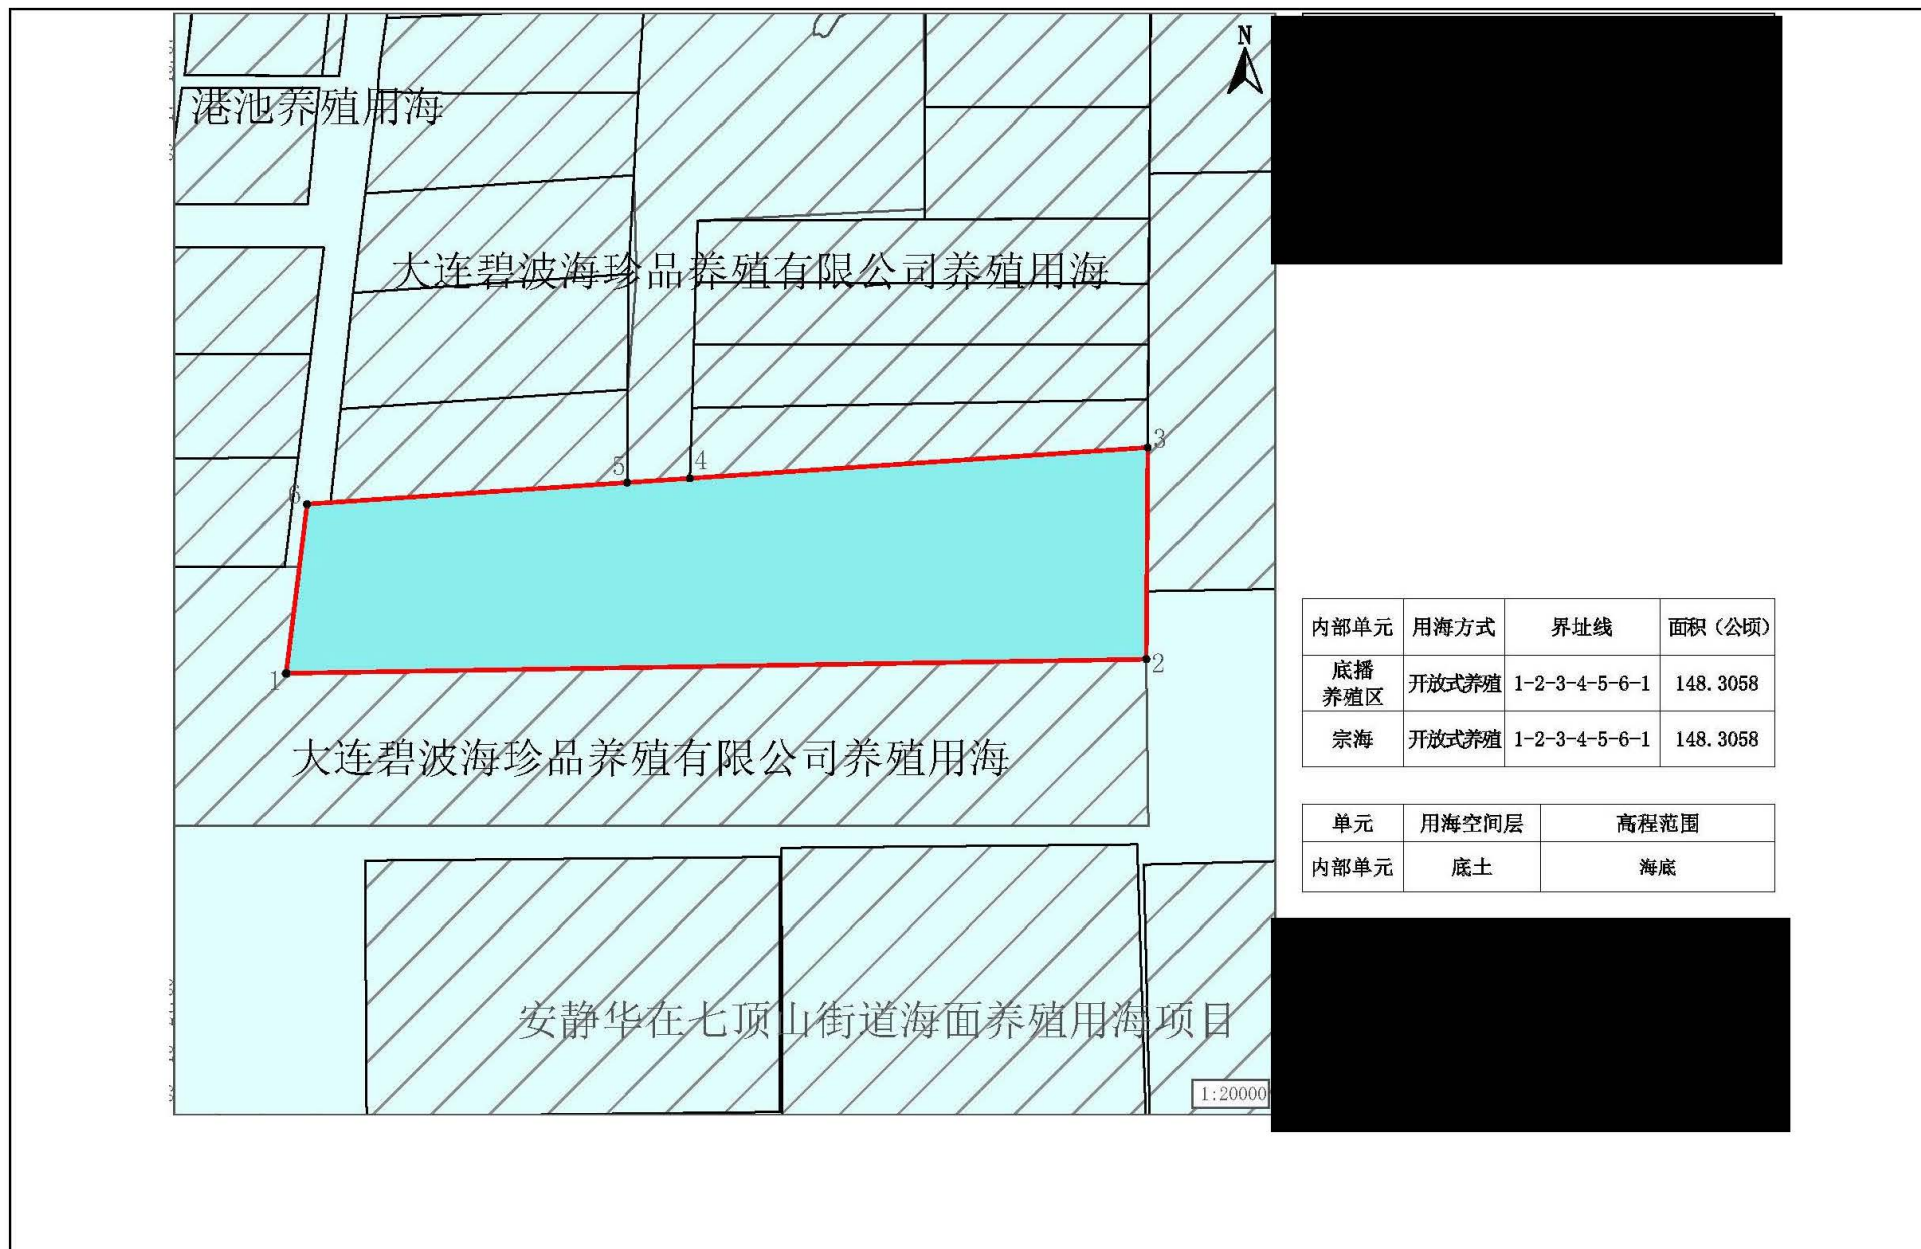 N
港池养殖用海
大连碧波海珍品养殖有限公司养殖用海
3
4
5
6
1
2
大连碧波海珍品养殖有限公司养殖用海
安静华在七顶山街道海面养殖用海项目
1:20000
内部单元 用海方式 界址线 面积（公顷）
底播
养殖区 开放式养殖 1-2-3-4-5-6-1 148.3058
宗海 开放式养殖 1-2-3-4-5-6-1 148.3058
单元 用海空间层 高程范围
内部单元 底土 海底